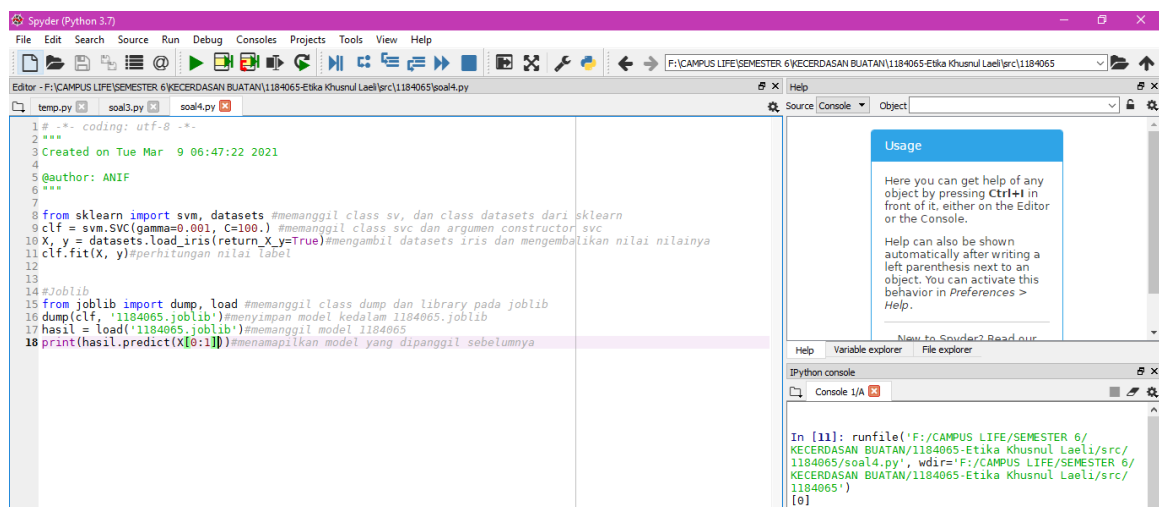 Spyder (Python 3.7)
File Edit Search Source Run Debug Consoles Projects Tools View Help
F:\CAMPUS LIFE\SEMESTER 6\KECERDASAN BUATAN\1184065-Etika Khusnul Laeli\src\1184065
Editor - F:\CAMPUS LIFE\SEMESTER 6\KECERDASAN BUATAN\1184065-Etika Khusnul Laeli\src\1184065\soal4.py
temp.py soal3.py soal4.py
1 # -*- coding: utf-8 -*-
2 """
3 Created on Tue Mar  9 06:47:22 2021
4
5 @author: ANIF
6 """
7
8 from sklearn import svm, datasets #memanggil class sv, dan class datasets dari sklearn
9 clf = svm.SVC(gamma=0.001, C=100.) #memanggil class svc dan argumen constructor svc
10 X, y = datasets.load_iris(return_X_y=True)#mengambil datasets iris dan mengembalikan nilai nilainya
11 clf.fit(X, y)#perhitungan nilai label
12
13
14 #Joblib
15 from joblib import dump, load #memanggil class dump dan library pada joblib
16 dump(clf, '1184065.joblib')#menyimpan model kedalam 1184065.joblib
17 hasil = load('1184065.joblib')#memanggil model 1184065
18 print(hasil.predict(X[0:1]))#menamapilkan model yang dipanggil sebelumnya
Help
Source Console Object
Usage
Here you can get help of any
object by pressing Ctrl+I in
front of it, either on the Editor
or the Console.
Help can also be shown
automatically after writing a
left parenthesis next to an
object. You can activate this
behavior in Preferences >
Help.
New to Spyder? Read our
Help Variable explorer File explorer
IPython console
Console 1/A
In [11]: runfile('F:/CAMPUS LIFE/SEMESTER 6/
KECERDASAN BUATAN/1184065-Etika Khusnul Laeli/src/
1184065/soal4.py', wdir='F:/CAMPUS LIFE/SEMESTER 6/
KECERDASAN BUATAN/1184065-Etika Khusnul Laeli/src/
1184065')
[0]